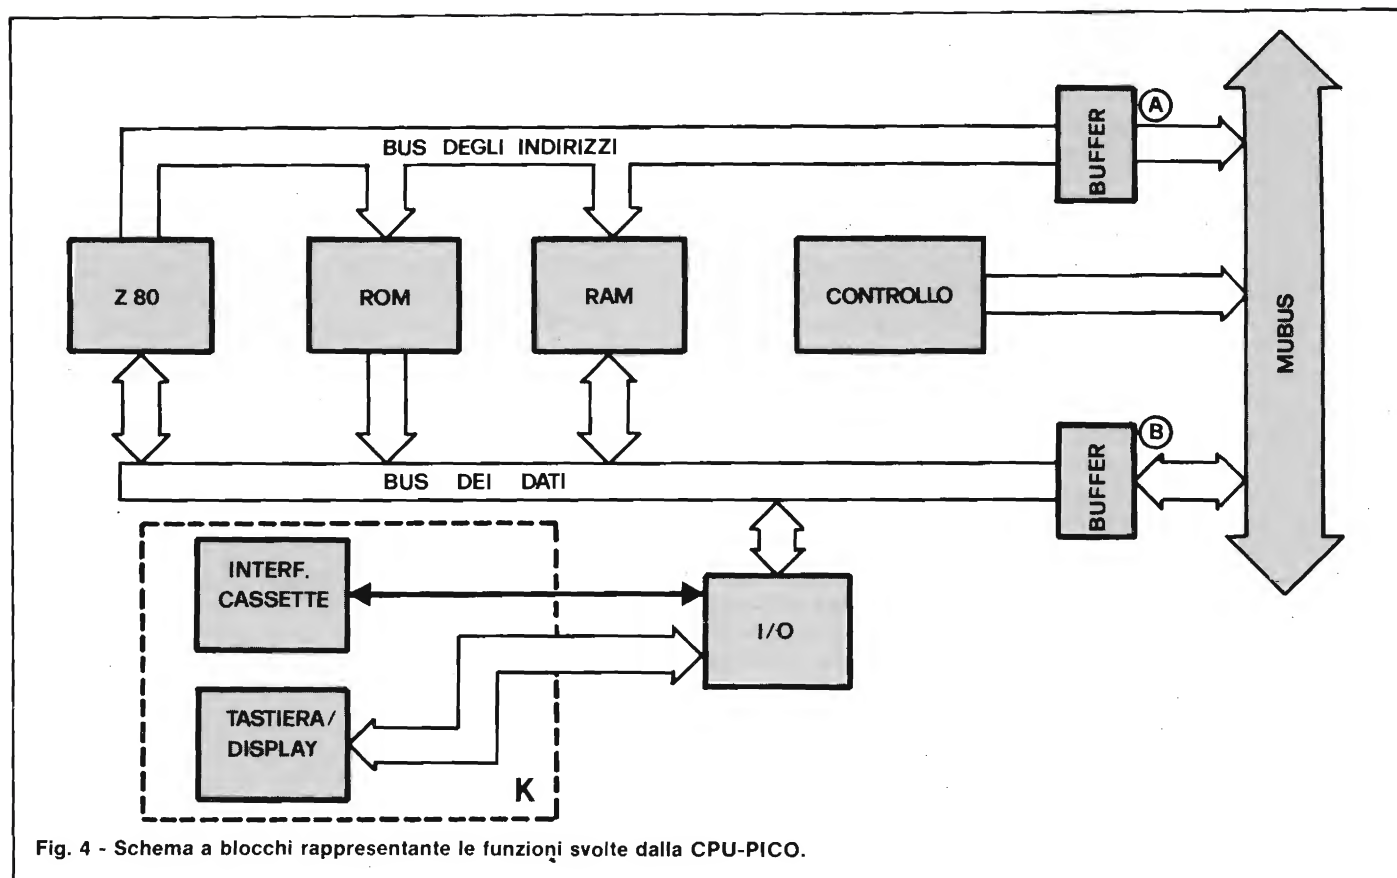 BUS DEGLI INDIRIZZI
BUFFER
A
Z 80
ROM
RAM
CONTROLLO
MUBUS
BUS DEI DATI
BUFFER
B
INTERF.
CASSETTE
I/O
TASTIERA/
DISPLAY
K
Fig. 4 - Schema a blocchi rappresentante le funzioni svolte dalla CPU-PICO.